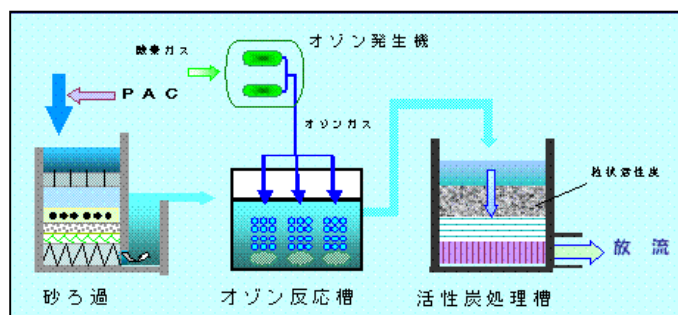 オゾン発生機
酸素ガス
PAC
オゾンガス
粒状活性炭
放流
砂ろ過
オゾン反応槽
活性炭処理槽